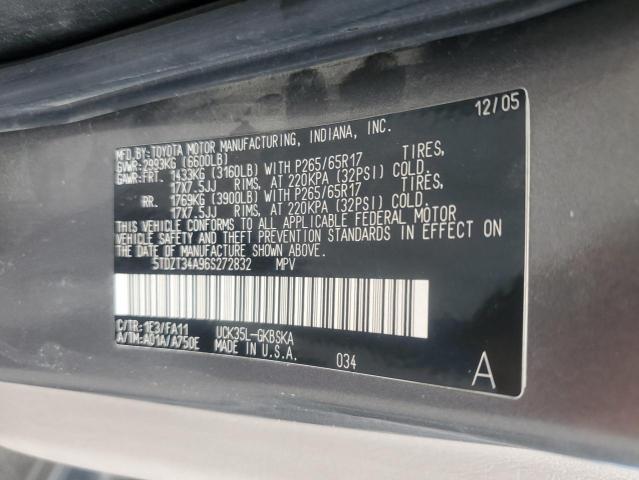 12/05
MFD.BY:TOYOTA MOTOR MANUFACTURING, INDIANA, INC.
GVWR:2993KG (6600LB)
GAWR:FRT. 1433KG (3160LB) WITH P265/65R17 TIRES,
17X7.5JJ RIMS, AT 220KPA (32PSI) COLD.
RR. 1769KG (3900LB) WITH P265/65R17 TIRES,
17X7.5JJ RIMS, AT 220KPA (32PSI) COLD.
THIS VEHICLE CONFORMS TO ALL APPLICABLE FEDERAL MOTOR
VEHICLE SAFETY AND THEFT PREVENTION STANDARDS IN EFFECT ON
THE DATE OF MANUFACTURE SHOWN ABOVE.
5TDZT34A96S272832 MPV
C/TR:1E3/FA11 UCK35L-GKBSKA
A/TM:A01A/A750E MADE IN U.S.A. 034
A